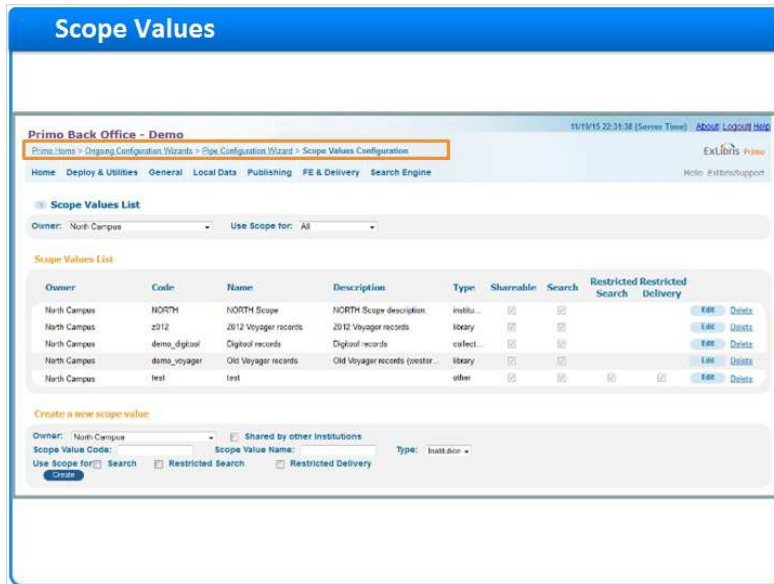 Scope Values
11/19/15 22:31:38 (Server Time) About Logout Help
Primo Back Office - Demo
Primo Home > Ongoing Configuration Wizards > Pipe Configuration Wizard > Scope Values Configuration
ExLibris Primo
Home Deploy & Utilities General Local Data Publishing FE & Delivery Search Engine
Hello ExlibrisSupport
Scope Values List
Owner: North Campus Use Scope for: All
Scope Values List
Owner Code Name Description Type Shareable Search Restricted Search Restricted Delivery
North Campus NORTH NORTH Scope NORTH Scope description. institu... Edit Delete
North Campus z012 2012 Voyager records 2012 Voyager records library Edit Delete
North Campus demo_digitool Digitool records Digitool records collect... Edit Delete
North Campus demo_voyager Old Voyager records Old Voyager records (wester... library Edit Delete
North Campus test test other Edit Delete
Create a new scope value
Owner: North Campus Shared by other Institutions
Scope Value Code: Scope Value Name: Type: Institution
Use Scope for: Search Restricted Search Restricted Delivery
Create